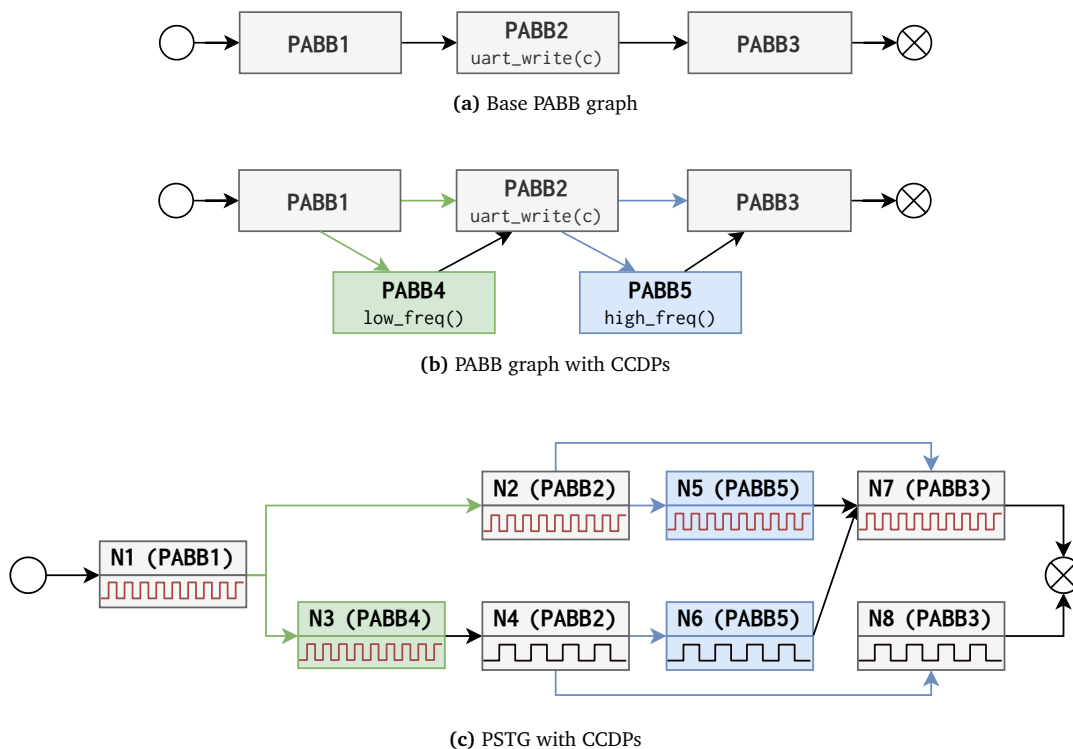 PABB1
PABB2
uart_write(c)
PABB3
(a) Base PABB graph
PABB1
PABB2
uart_write(c)
PABB3
PABB4
low_freq()
PABB5
high_freq()
(b) PABB graph with CCDPs
N2 (PABB2)
N5 (PABB5)
N7 (PABB3)
N1 (PABB1)
N3 (PABB4)
N4 (PABB2)
N6 (PABB5)
N8 (PABB3)
(c) PSTG with CCDPs